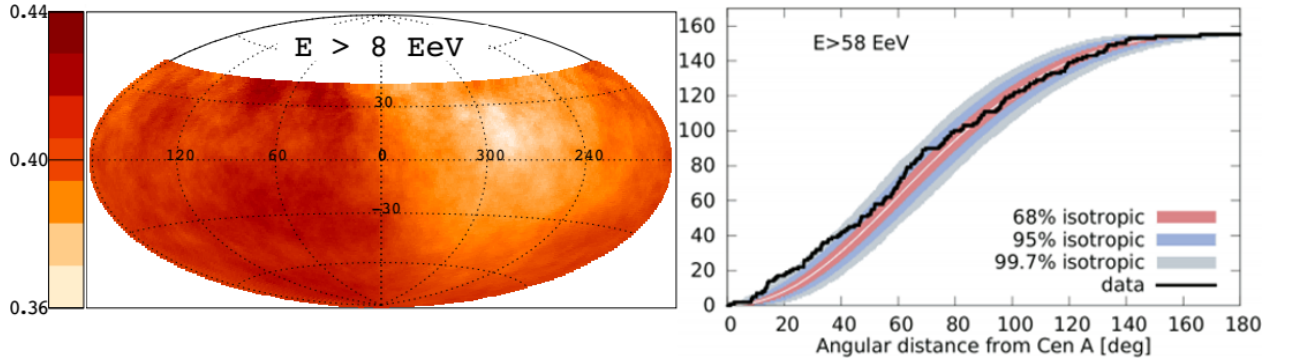 0.44
0.40
0.36
E > 8 EeV
30
120 60 0 300 240
-30
160
140
120
100
80
60
40
20
0
E>58 EeV
68% isotropic
95% isotropic
99.7% isotropic
data
0 20 40 60 80 100 120 140 160 180
Angular distance from Cen A [deg]